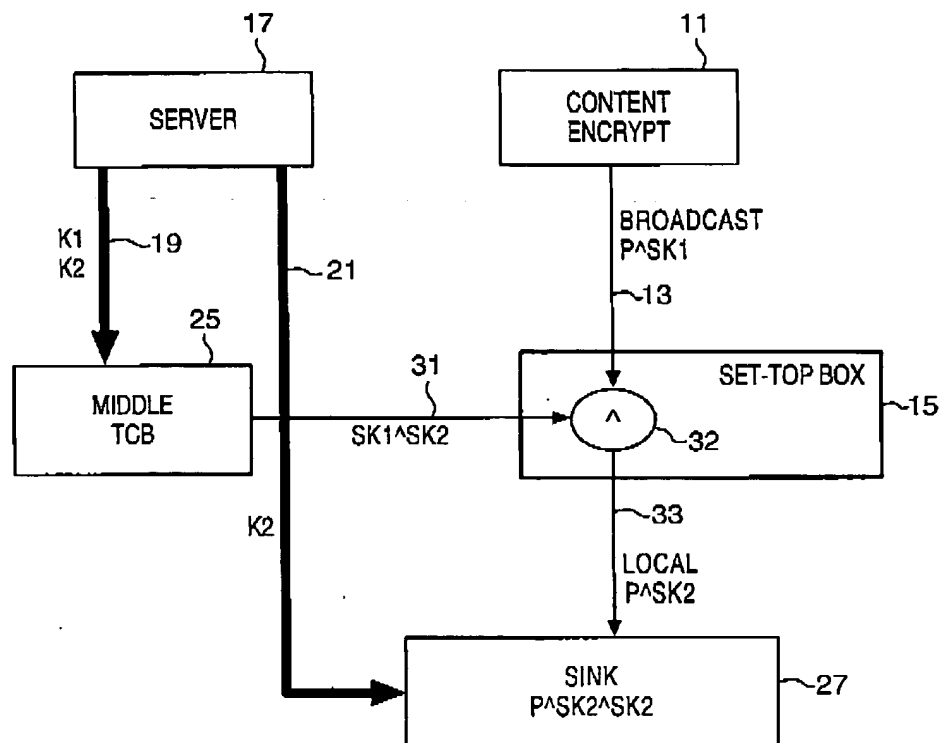 17
SERVER
11
CONTENT
ENCRYPT
K1
K2
19
21
BROADCAST
P^SK1
13
25
MIDDLE
TCB
31
SK1^SK2
SET-TOP BOX
15
^
32
K2
33
LOCAL
P^SK2
SINK
P^SK2^SK2
27